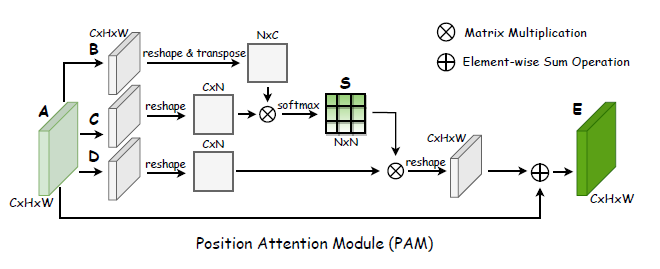 CxHxW
NxC
B
reshape & transpose
Matrix Multiplication
Element-wise Sum Operation
A
CxN
S
C
reshape
softmax
E
CxN
NxN
CxHxW
D
reshape
reshape
CxHxW
CxHxW
Position Attention Module (PAM)